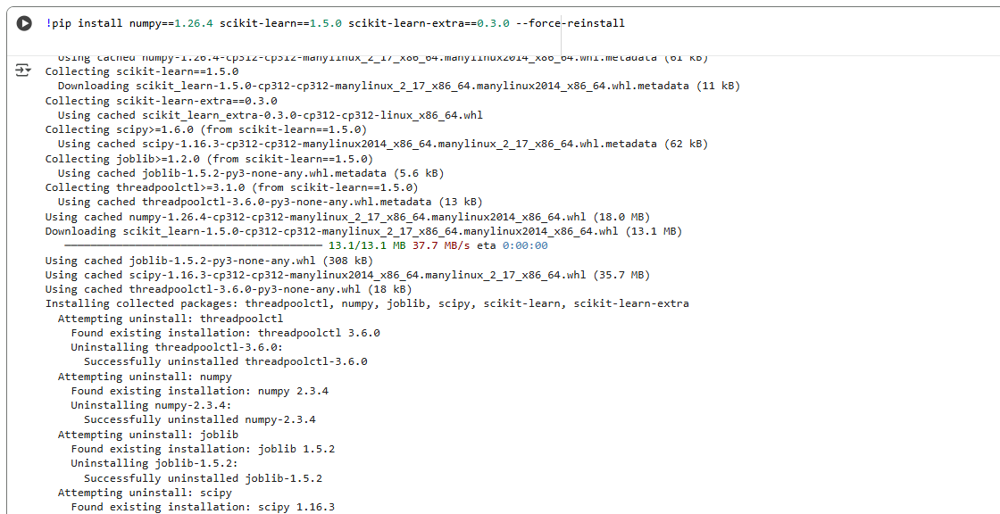 !pip install numpy==1.26.4 scikit-learn==1.5.0 scikit-learn-extra==0.3.0 --force-reinstall
Using cached numpy-1.26.4-cp312-cp312-manylinux_2_17_x86_64.manylinux2014_x86_64.whl.metadata (61 kB)
Collecting scikit-learn==1.5.0
Downloading scikit_learn-1.5.0-cp312-cp312-manylinux_2_17_x86_64.manylinux2014_x86_64.whl.metadata (11 kB)
Collecting scikit-learn-extra==0.3.0
Using cached scikit_learn_extra-0.3.0-cp312-cp312-linux_x86_64.whl
Collecting scipy>=1.6.0 (from scikit-learn==1.5.0)
Using cached scipy-1.16.3-cp312-cp312-manylinux2014_x86_64.manylinux_2_17_x86_64.whl.metadata (62 kB)
Collecting joblib>=1.2.0 (from scikit-learn==1.5.0)
Using cached joblib-1.5.2-py3-none-any.whl.metadata (5.6 kB)
Collecting threadpoolctl>=3.1.0 (from scikit-learn==1.5.0)
Using cached threadpoolctl-3.6.0-py3-none-any.whl.metadata (13 kB)
Using cached numpy-1.26.4-cp312-cp312-manylinux_2_17_x86_64.manylinux2014_x86_64.whl (18.0 MB)
Downloading scikit_learn-1.5.0-cp312-cp312-manylinux_2_17_x86_64.manylinux2014_x86_64.whl (13.1 MB)
13.1/13.1 MB 37.7 MB/s eta 0:00:00
Using cached joblib-1.5.2-py3-none-any.whl (308 kB)
Using cached scipy-1.16.3-cp312-cp312-manylinux2014_x86_64.manylinux_2_17_x86_64.whl (35.7 MB)
Using cached threadpoolctl-3.6.0-py3-none-any.whl (18 kB)
Installing collected packages: threadpoolctl, numpy, joblib, scipy, scikit-learn, scikit-learn-extra
Attempting uninstall: threadpoolctl
Found existing installation: threadpoolctl 3.6.0
Uninstalling threadpoolctl-3.6.0:
Successfully uninstalled threadpoolctl-3.6.0
Attempting uninstall: numpy
Found existing installation: numpy 2.3.4
Uninstalling numpy-2.3.4:
Successfully uninstalled numpy-2.3.4
Attempting uninstall: joblib
Found existing installation: joblib 1.5.2
Uninstalling joblib-1.5.2:
Successfully uninstalled joblib-1.5.2
Attempting uninstall: scipy
Found existing installation: scipy 1.16.3